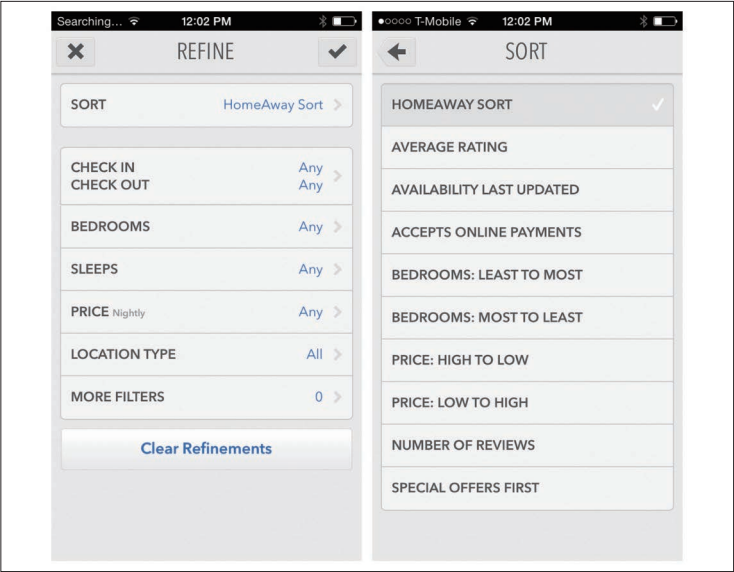 Searching... 12:02 PM
REFINE
SORT HomeAway Sort
CHECK IN Any
CHECK OUT Any
BEDROOMS Any
SLEEPS Any
PRICE Nightly Any
LOCATION TYPE All
MORE FILTERS 0
Clear Refinements
T-Mobile 12:02 PM
SORT
HOMEAWAY SORT
AVERAGE RATING
AVAILABILITY LAST UPDATED
ACCEPTS ONLINE PAYMENTS
BEDROOMS: LEAST TO MOST
BEDROOMS: MOST TO LEAST
PRICE: HIGH TO LOW
PRICE: LOW TO HIGH
NUMBER OF REVIEWS
SPECIAL OFFERS FIRST